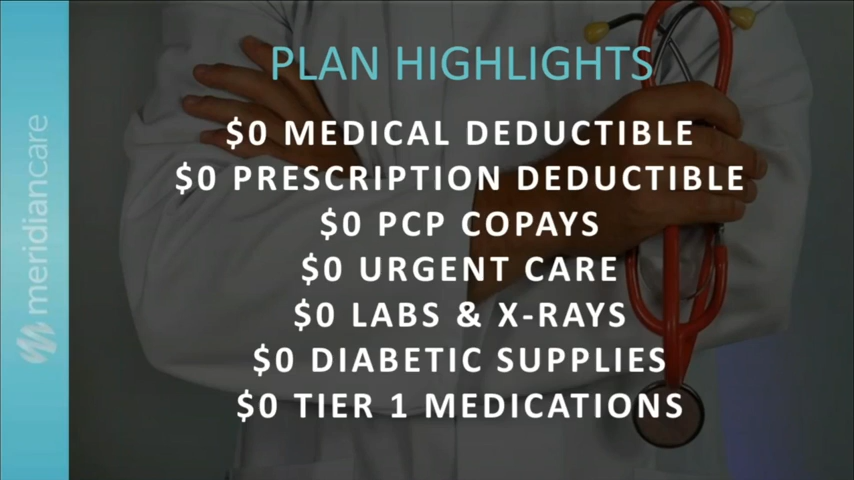 meridiancare
PLAN HIGHLIGHTS
$0 MEDICAL DEDUCTIBLE
$0 PRESCRIPTION DEDUCTIBLE
$0 PCP COPAYS
$0 URGENT CARE
$0 LABS & X-RAYS
$0 DIABETIC SUPPLIES
$0 TIER 1 MEDICATIONS